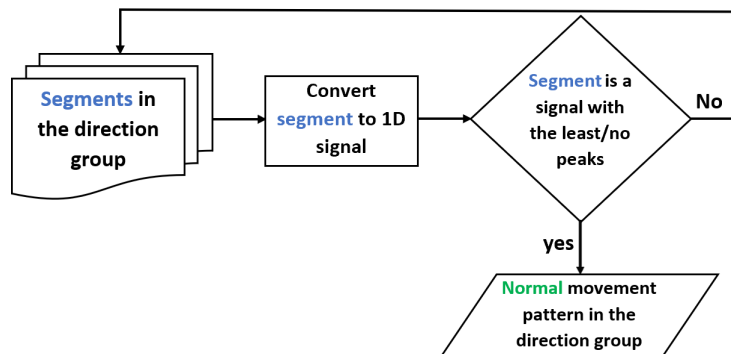 Segments in
the direction
group
Convert
segment to 1D
signal
Segment is a
signal with
the least/no
peaks
No
yes
Normal movement
pattern in the
direction group